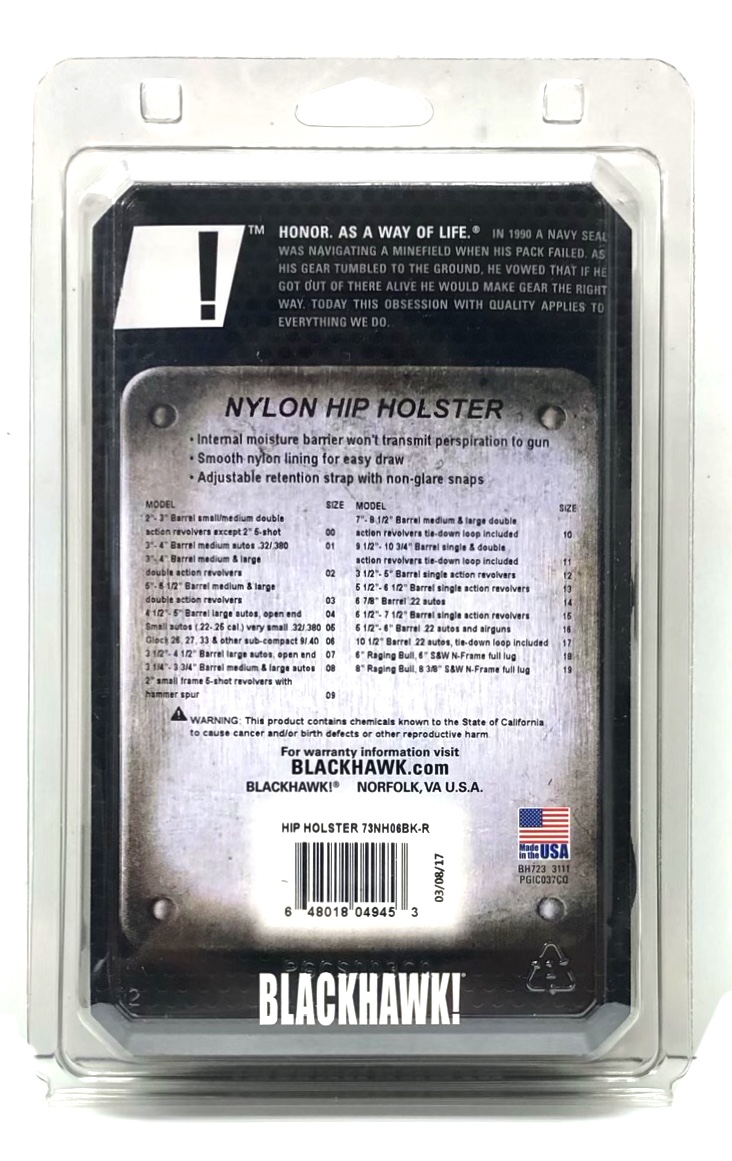 ! ™
HONOR. AS A WAY OF LIFE.® IN 1990 A NAVY SEAL
WAS NAVIGATING A MINEFIELD WHEN HIS PACK FAILED. AS
HIS GEAR TUMBLED TO THE GROUND, HE VOWED THAT IF HE
GOT OUT OF THERE ALIVE HE WOULD MAKE GEAR THE RIGHT
WAY. TODAY THIS OBSESSION WITH QUALITY APPLIES TO
EVERYTHING WE DO.
NYLON HIP HOLSTER
• Internal moisture barrier won't transmit perspiration to gun
• Smooth nylon lining for easy draw
• Adjustable retention strap with non-glare snaps
MODEL SIZE
2"- 3" Barrel small/medium double
action revolvers except 2" 5-shot 00
3"- 4" Barrel medium autos .32/.380 01
3"- 4" Barrel medium & large
double action revolvers 02
5"- 6 1/2" Barrel medium & large
double action revolvers 03
4 1/2"- 5" Barrel large autos, open end 04
Small autos (.22-.25 cal.) very small .32/.380 05
Glock 26, 27, 33 & other sub-compact 9/.40 06
3 1/2"- 4 1/2" Barrel large autos, open end 07
3 1/4"- 3 3/4" Barrel medium & large autos 08
2" small frame 5-shot revolvers with
hammer spur 09
MODEL SIZE
7"- 8 1/2" Barrel medium & large double
action revolvers tie-down loop included 10
9 1/2"- 10 3/4" Barrel single & double
action revolvers tie-down loop included 11
3 1/2"- 5" Barrel single action revolvers 12
5 1/2"- 6 1/2" Barrel single action revolvers 13
6 7/8" Barrel .22 autos 14
6 1/2"- 7 1/2" Barrel single action revolvers 15
5 1/2"- 6" Barrel .22 autos and airguns 16
10 1/2" Barrel .22 autos, tie-down loop included 17
6" Raging Bull, 6" S&W N-Frame full lug 18
8" Raging Bull, 8 3/8" S&W N-Frame full lug 19
WARNING: This product contains chemicals known to the State of California
to cause cancer and/or birth defects or other reproductive harm.
For warranty information visit
BLACKHAWK.com
BLACKHAWK!® NORFOLK, VA U.S.A.
HIP HOLSTER 73NH06BK-R
6 48018 04945 3
03/08/17
Made
in the USA
BH723 3111
PGIC037CQ
2
BLACKHAWK!